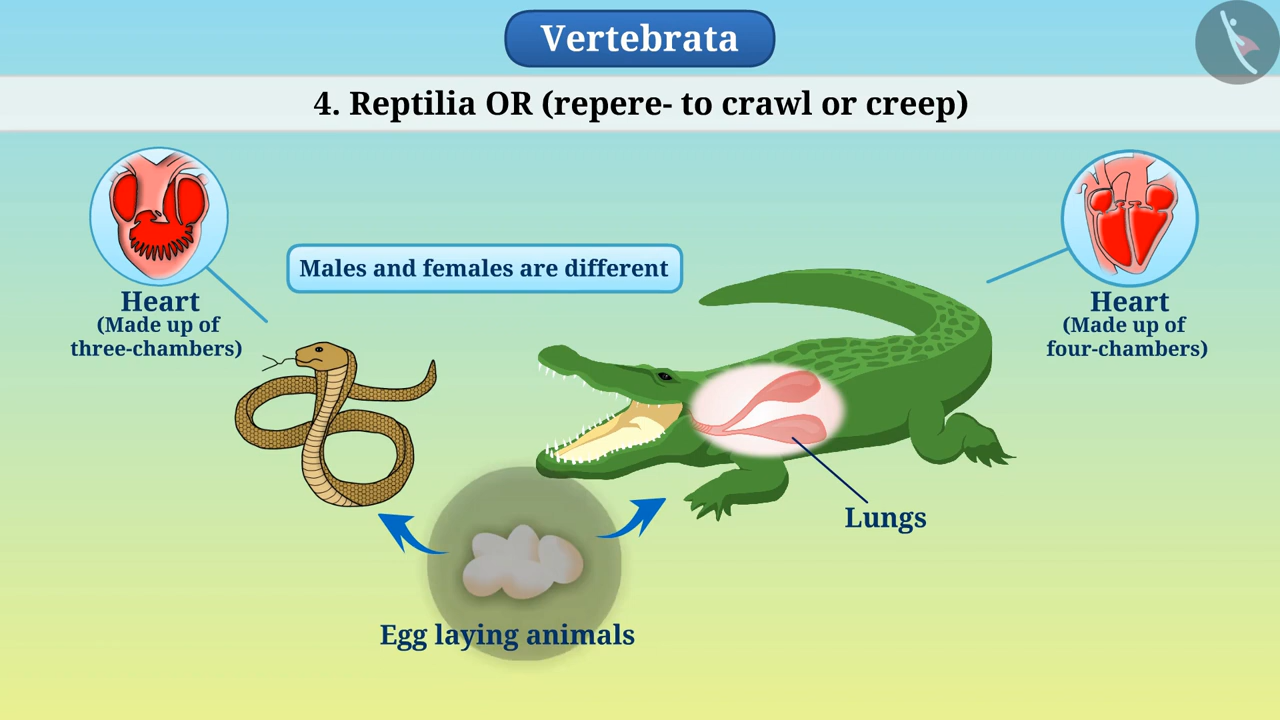 Vertebrata
4. Reptilia OR (repere- to crawl or creep)
Males and females are different
Heart
(Made up of
three-chambers)
Heart
(Made up of
four-chambers)
Lungs
Egg laying animals